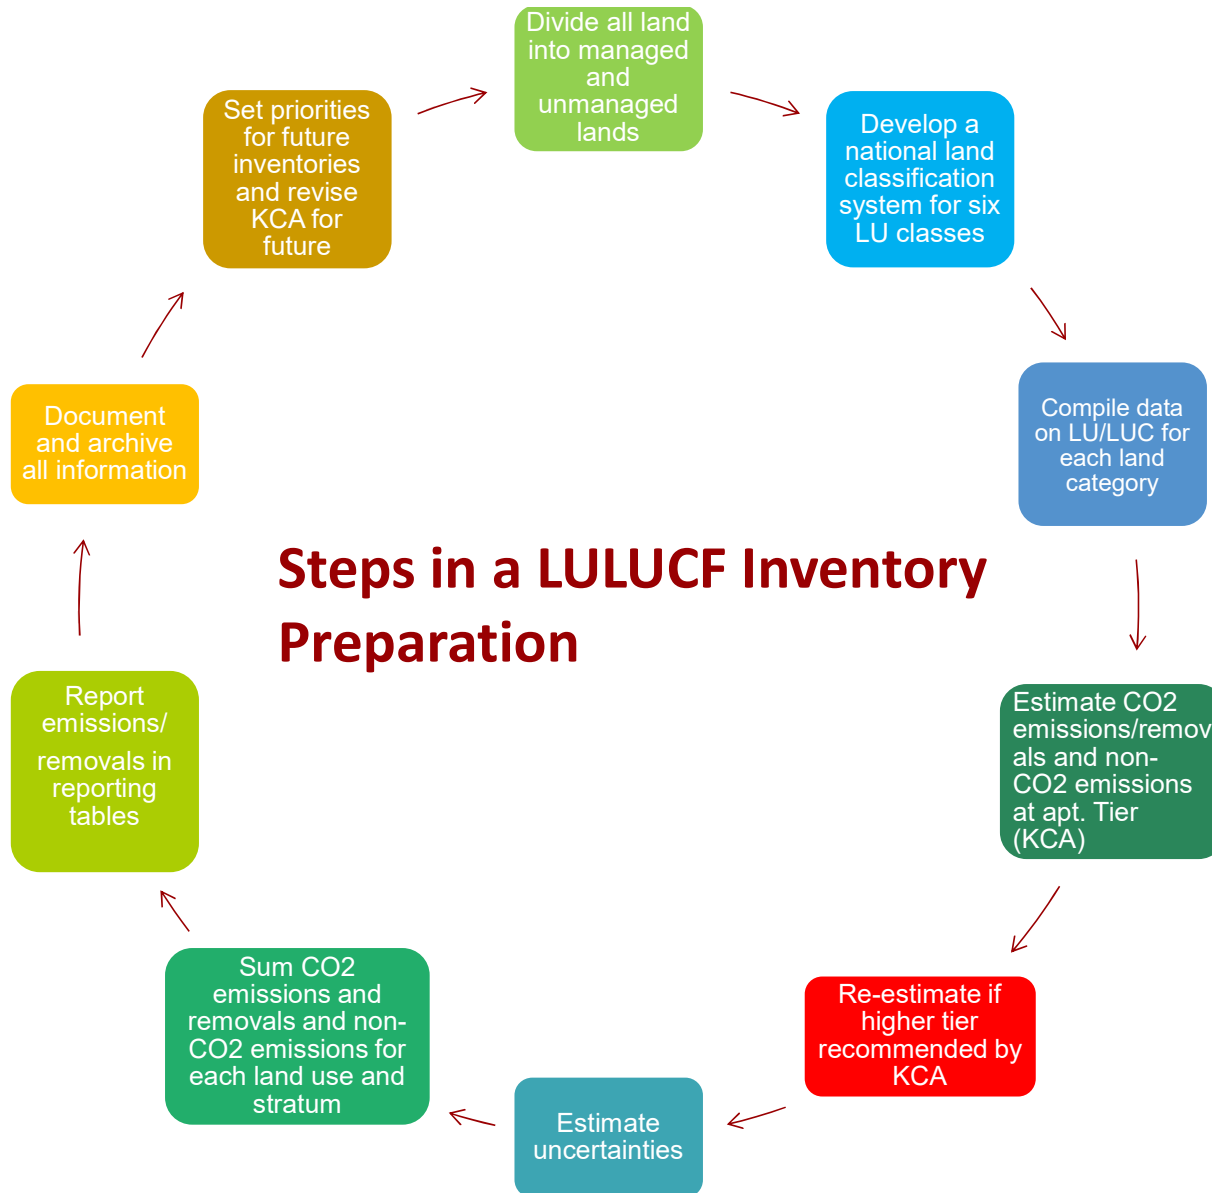 Divide all land
into managed
and
unmanaged
lands
Develop a
national land
classification
system for six
LU classes
Compile data
on LU/LUC for
each land
category
Estimate CO2
emissions/remov
als and non-
CO2 emissions
at apt. Tier
(KCA)
Re-estimate if
higher tier
recommended by
KCA
Estimate
uncertainties
Sum CO2
emissions and
removals and non-
CO2 emissions for
each land use and
stratum
Report
emissions/
removals in
reporting
tables
Document
and archive
all information
Set priorities
for future
inventories
and revise
KCA for
future
Steps in a LULUCF Inventory
Preparation